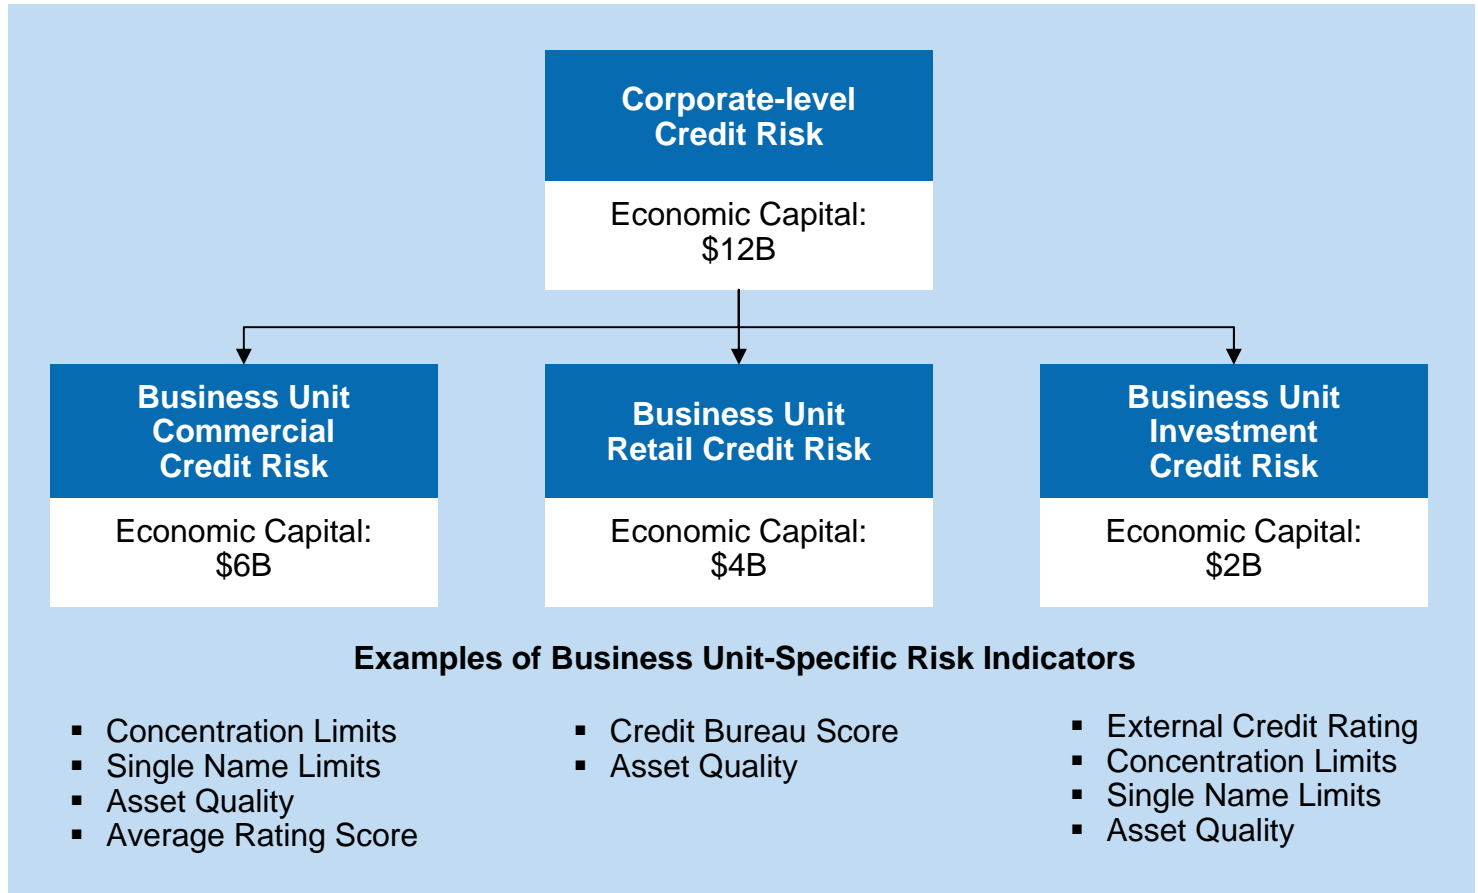 Corporate-level
Credit Risk
Economic Capital:
$12B
Business Unit
Commercial
Credit Risk
Economic Capital:
$6B
Business Unit
Retail Credit Risk
Economic Capital:
$4B
Business Unit
Investment
Credit Risk
Economic Capital:
$2B
Examples of Business Unit-Specific Risk Indicators
▪ Concentration Limits
▪ Single Name Limits
▪ Asset Quality
▪ Average Rating Score
▪ Credit Bureau Score
▪ Asset Quality
▪ External Credit Rating
▪ Concentration Limits
▪ Single Name Limits
▪ Asset Quality